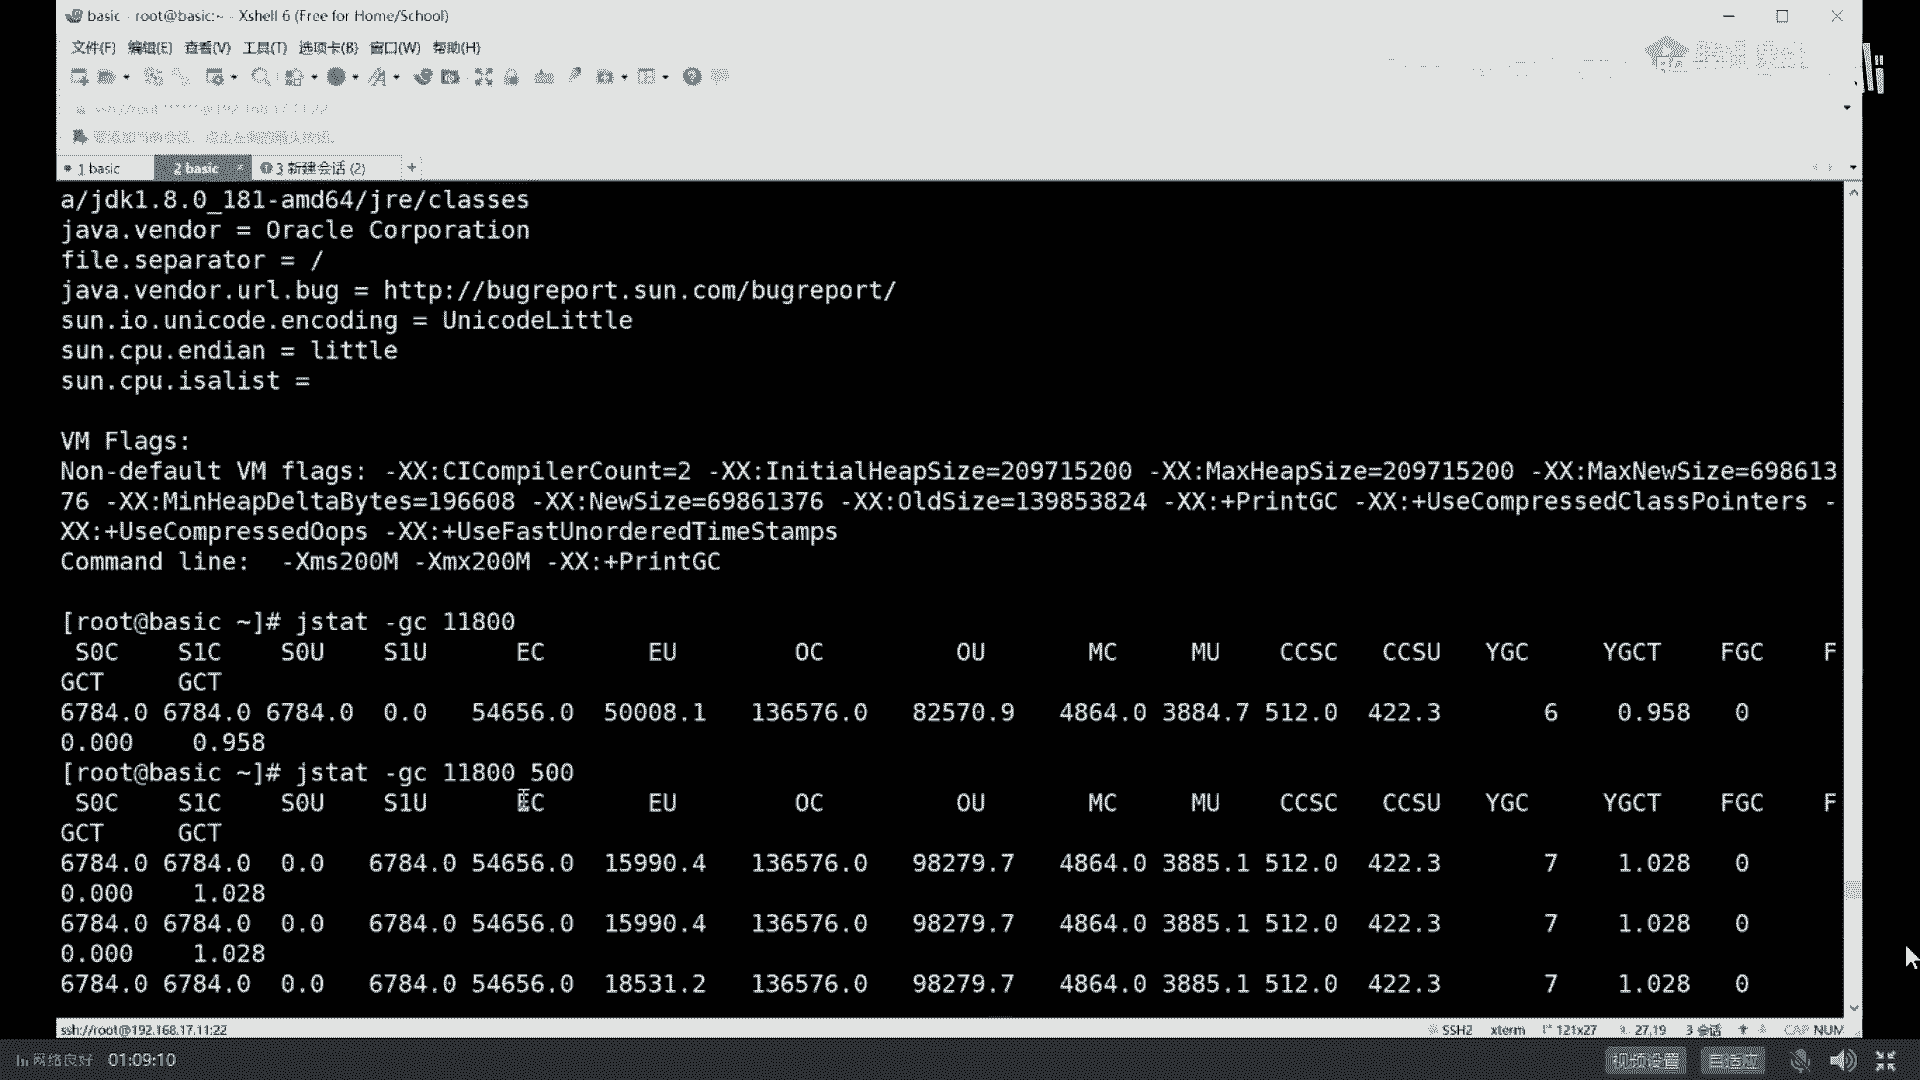 basic - root@basic:~ - Xshell 6 (Free for Home/School)
文件(F) 编辑(E) 查看(V) 工具(T) 选项卡(B) 窗口(W) 帮助(H)
1 basic 2 basic 3 新建会话 (2) +
a/jdk1.8.0_181-amd64/jre/classes
java.vendor = Oracle Corporation
file.separator = /
java.vendor.url.bug = http://bugreport.sun.com/bugreport/
sun.io.unicode.encoding = UnicodeLittle
sun.cpu.endian = little
sun.cpu.isalist =
VM Flags:
Non-default VM flags: -XX:CICompilerCount=2 -XX:InitialHeapSize=209715200 -XX:MaxHeapSize=209715200 -XX:MaxNewSize=698613
76 -XX:MinHeapDeltaBytes=196608 -XX:NewSize=69861376 -XX:OldSize=139853824 -XX:+PrintGC -XX:+UseCompressedClassPointers -
XX:+UseCompressedOops -XX:+UseFastUnorderedTimeStamps
Command line:  -Xms200M -Xmx200M -XX:+PrintGC
[root@basic ~]# jstat -gc 11800
S0C S1C S0U S1U EC EU OC OU MC MU CCSC CCSU YGC YGCT FGC F
GCT GCT
6784.0 6784.0 6784.0 0.0 54656.0 50008.1 136576.0 82570.9 4864.0 3884.7 512.0 422.3 6 0.958 0
0.000 0.958
[root@basic ~]# jstat -gc 11800 500
S0C S1C S0U S1U EC EU OC OU MC MU CCSC CCSU YGC YGCT FGC F
GCT GCT
6784.0 6784.0 0.0 6784.0 54656.0 15990.4 136576.0 98279.7 4864.0 3885.1 512.0 422.3 7 1.028 0
0.000 1.028
6784.0 6784.0 0.0 6784.0 54656.0 15990.4 136576.0 98279.7 4864.0 3885.1 512.0 422.3 7 1.028 0
0.000 1.028
6784.0 6784.0 0.0 6784.0 54656.0 18531.2 136576.0 98279.7 4864.0 3885.1 512.0 422.3 7 1.028 0
ssh://root@192.168.17.11:22 SSH2 xterm 121x27 27,19 3 会话 CAP NUM
网络良好 01:09:10 视频设置 自适应